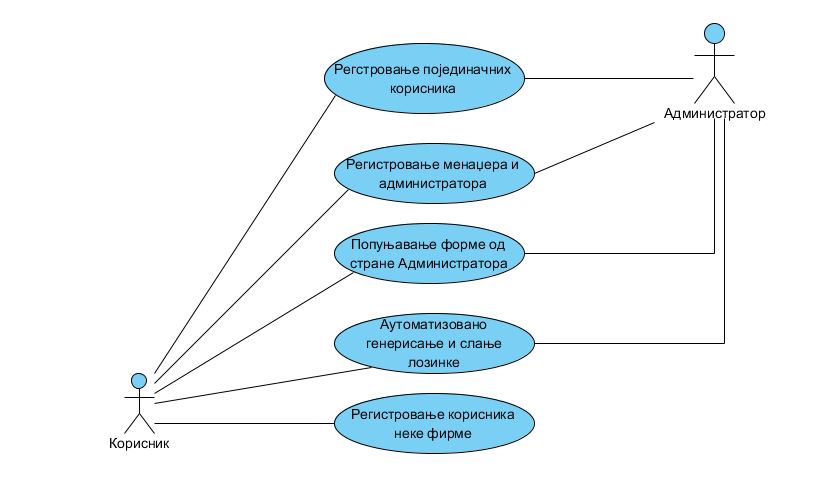 Регстровање појединачних
корисника
Администратор
Регистровање менаџера и
администратора
Попуњавање форме од
стране Администратора
Аутоматизовано
генерисање и слање
лозинке
Регистровање корисника
неке фирме
Корисник